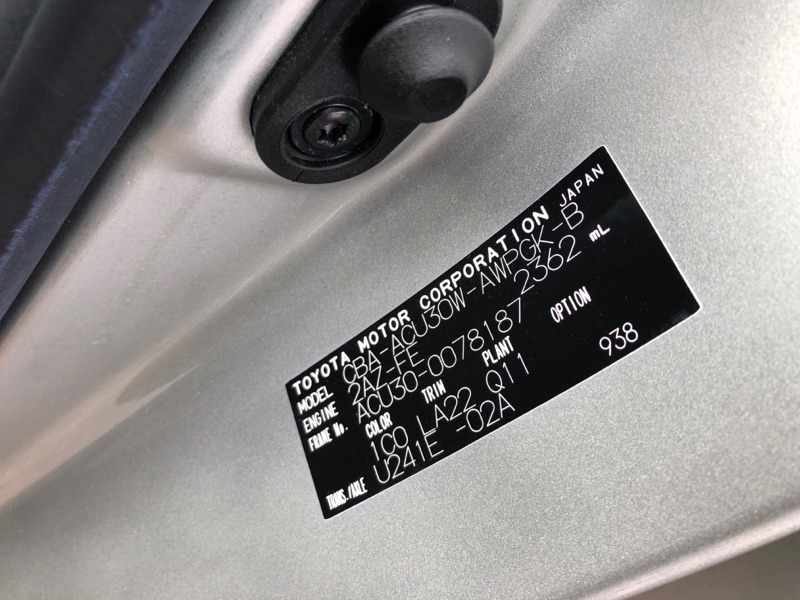 TOYOTA MOTOR CORPORATION JAPAN
MODEL CBA-ACU30W-AWPGK-B
ENGINE 2AZ-FE 2362 mL
FRAME No. ACU30-0078187
COLOR TRIM PLANT OPTION
1C0 LA22 Q11 938
TRANS./AXLE U241E -02A